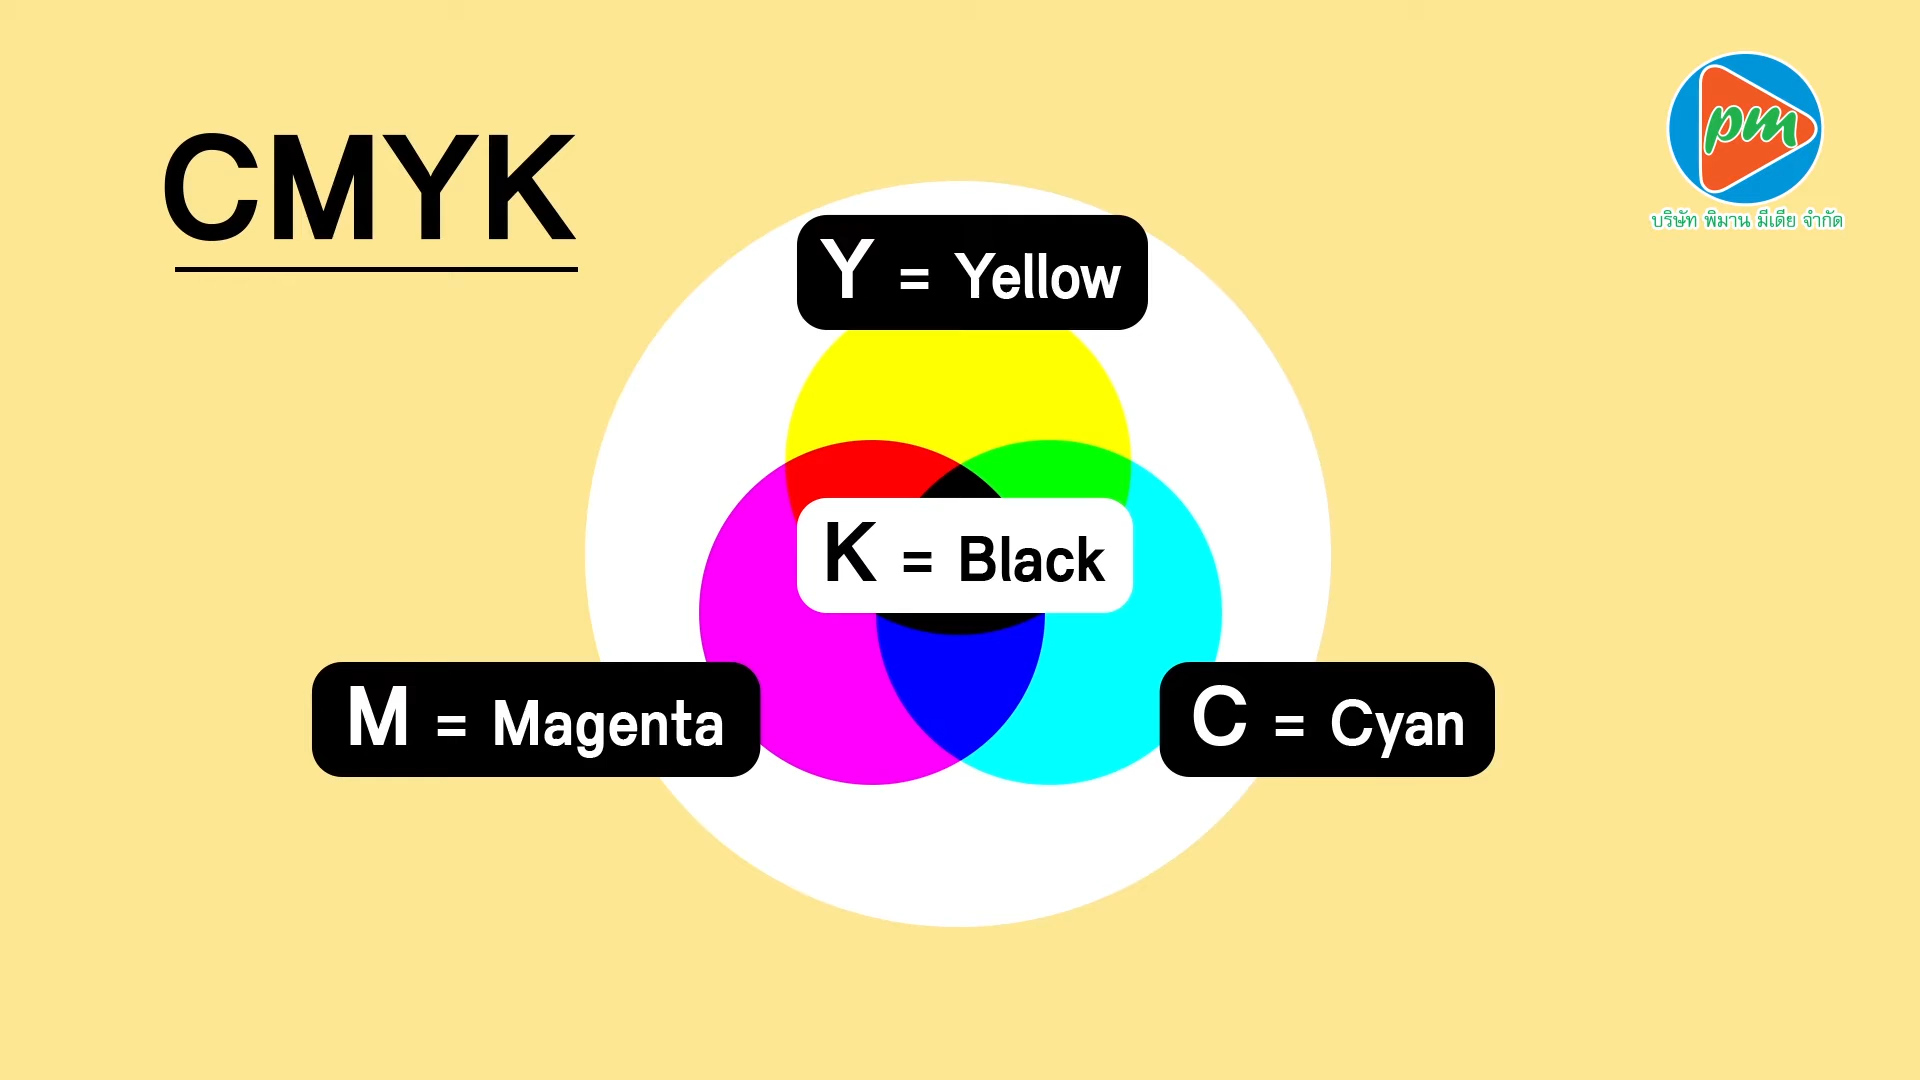 CMYK
pm
บริษัท พิมาน มีเดีย จำกัด
Y = Yellow
K = Black
M = Magenta
C = Cyan